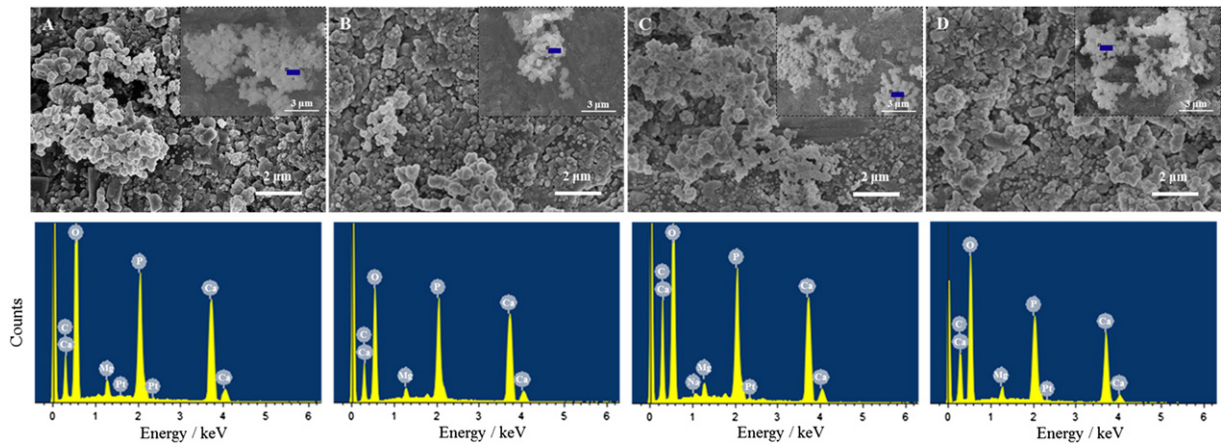 A
3 μm
2 μm
B
3 μm
2 μm
C
3 μm
2 μm
D
3 μm
2 μm
Counts
O
P
Ca
C
Ca
Mg
Pt
Pt
Ca
0 1 2 3 4 5 6
Energy / keV
O
P
Ca
C
Ca
Mg
Ca
0 1 2 3 4 5 6
Energy / keV
O
P
C
Ca
Ca
Na
Mg
Pt
Ca
0 1 2 3 4 5 6
Energy / keV
O
P
Ca
C
Ca
Mg
Pt
Ca
0 1 2 3 4 5 6
Energy / keV